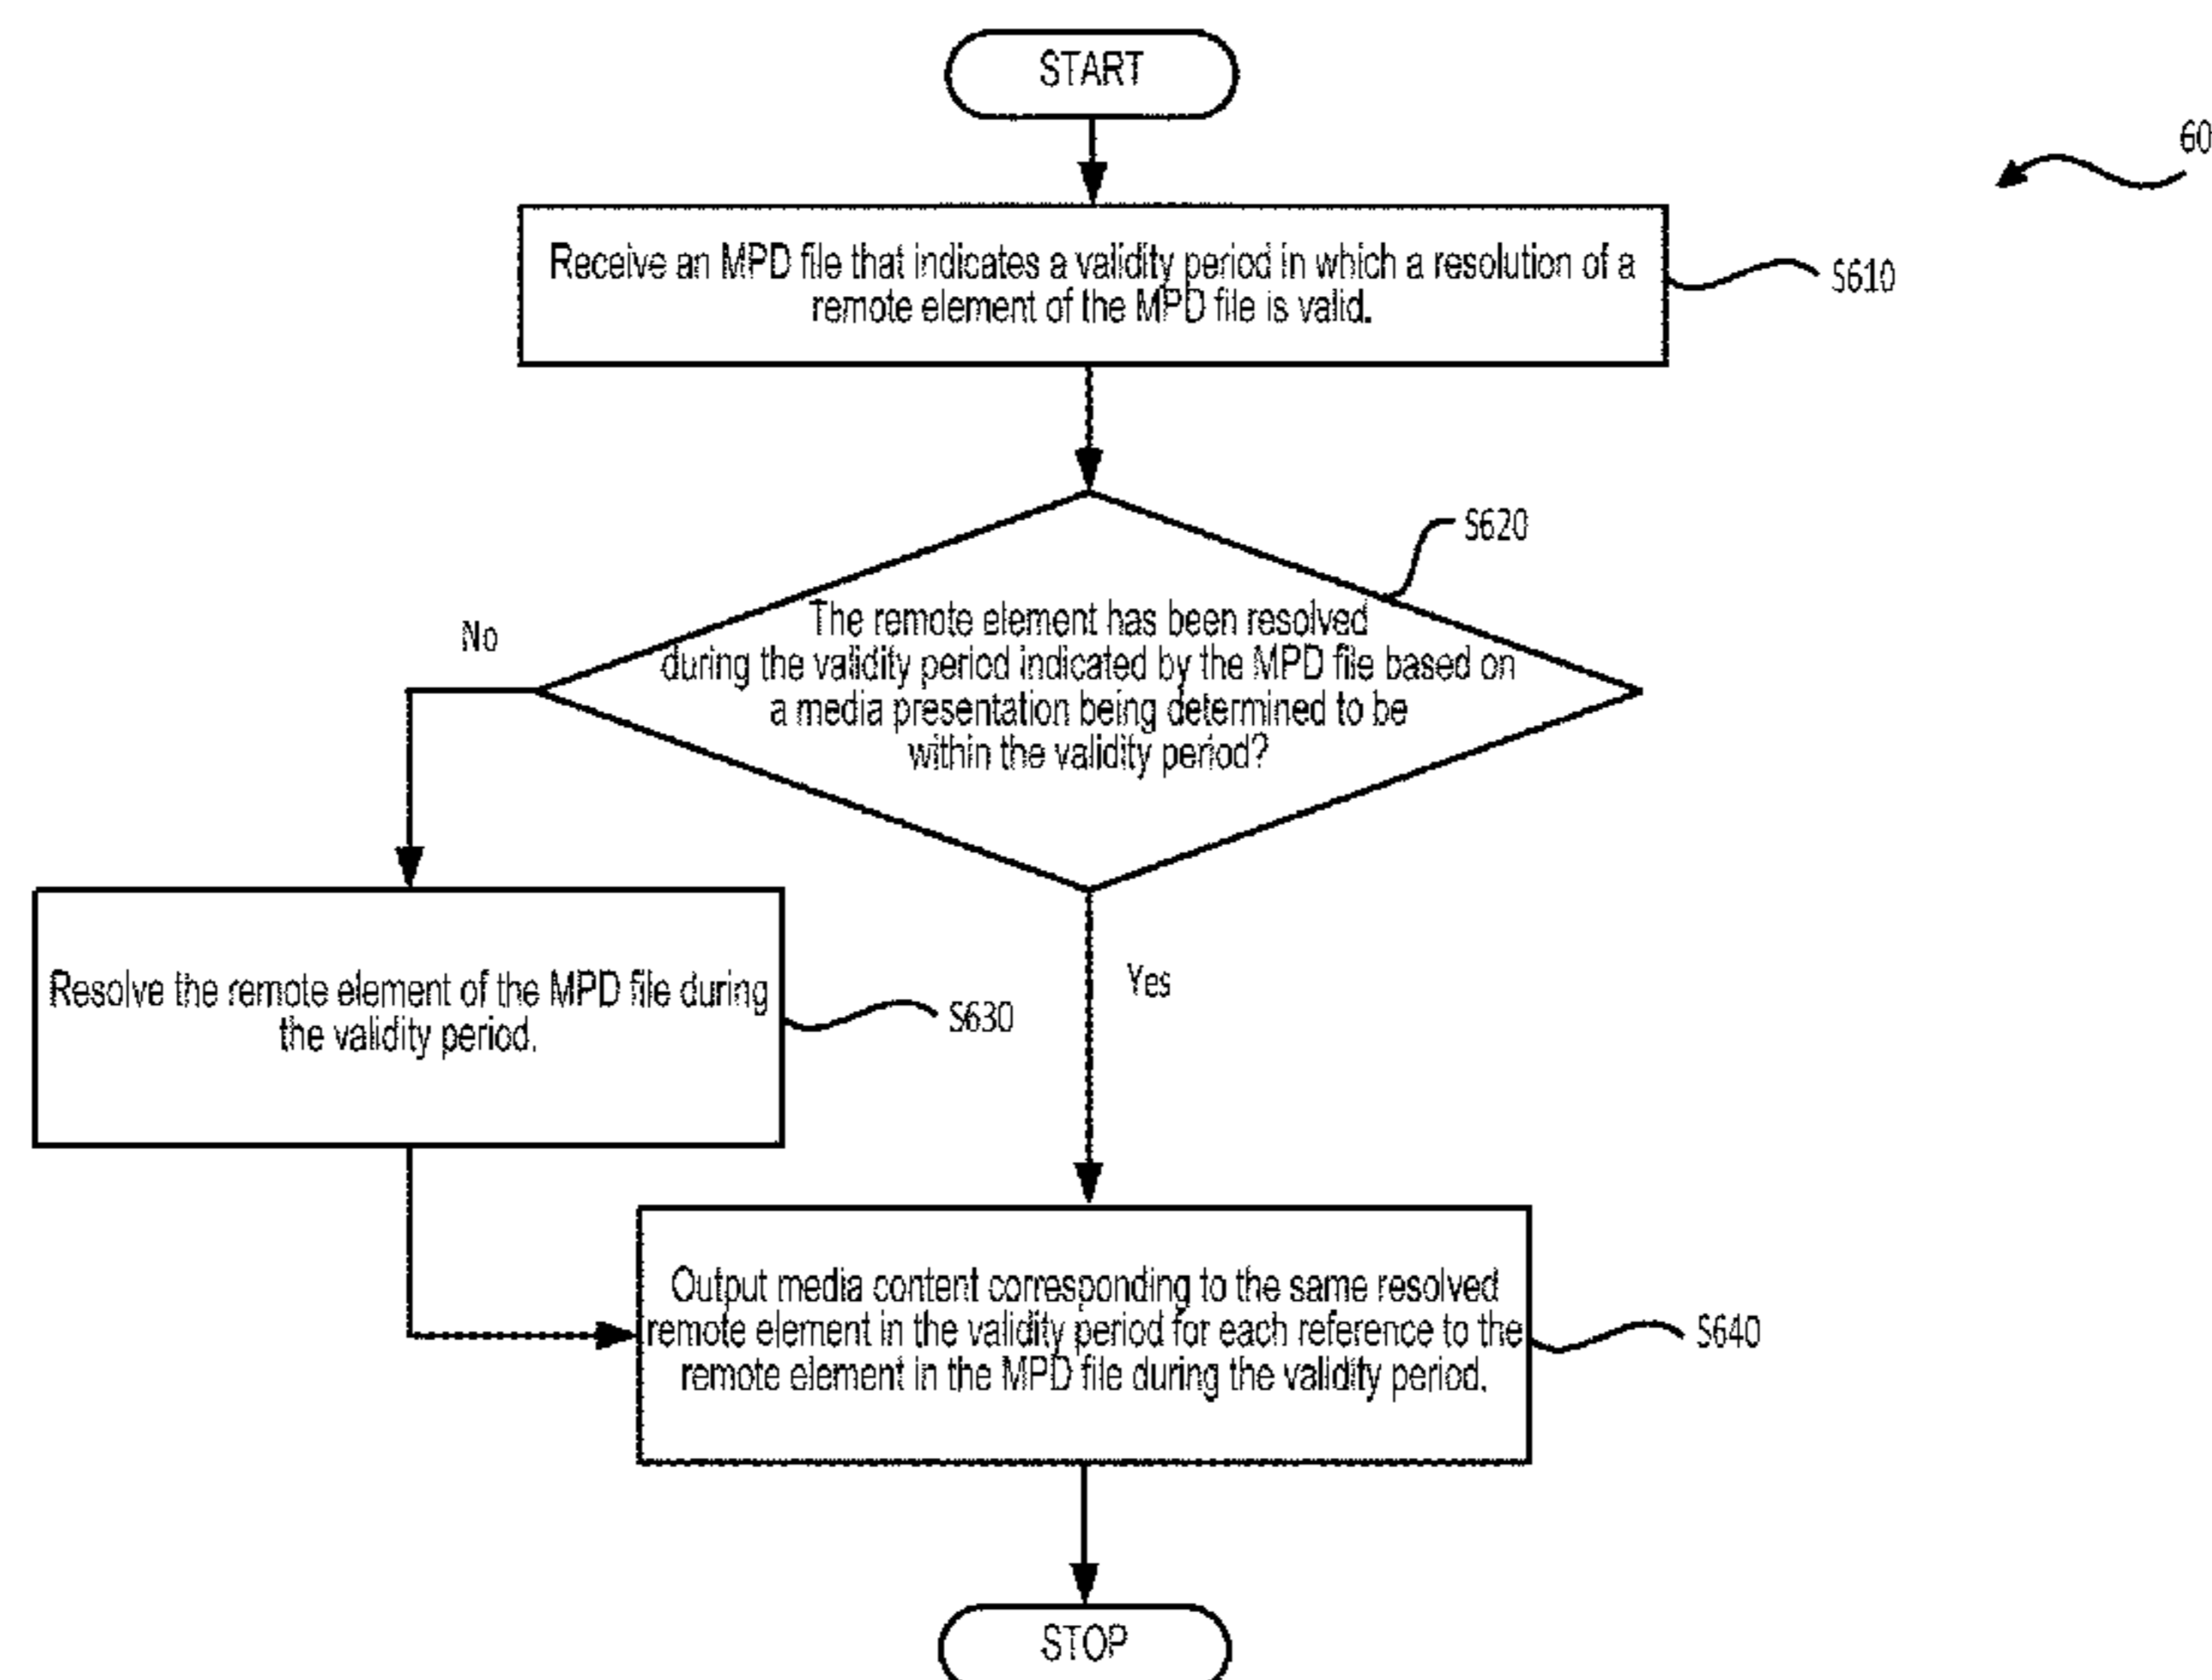 START
60
Receive an MPD file that indicates a validity period in which a resolution of a
remote element of the MPD file is valid.
S610
S620
The remote element has been resolved
during the validity period indicated by the MPD file based on
a media presentation being determined to be
within the validity period?
No
Yes
Resolve the remote element of the MPD file during
the validity period.
S630
Output media content corresponding to the same resolved
remote element in the validity period for each reference to the
remote element in the MPD file during the validity period.
S640
STOP